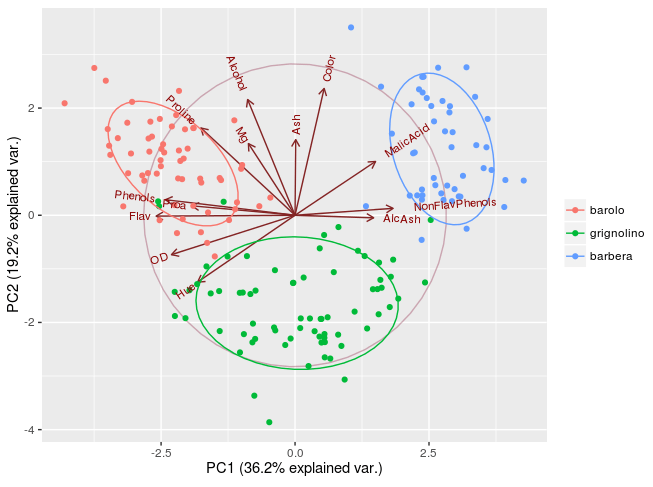 PC2 (19.2% explained var.)
2
0
-2
-4
Alcohol
Color
Proline
Mg
Ash
MalicAcid
Phenols
Proa
NonFlavPhenols
Flav
AlcAsh
OD
Hue
-2.5
0.0
2.5
PC1 (36.2% explained var.)
barolo
grignolino
barbera